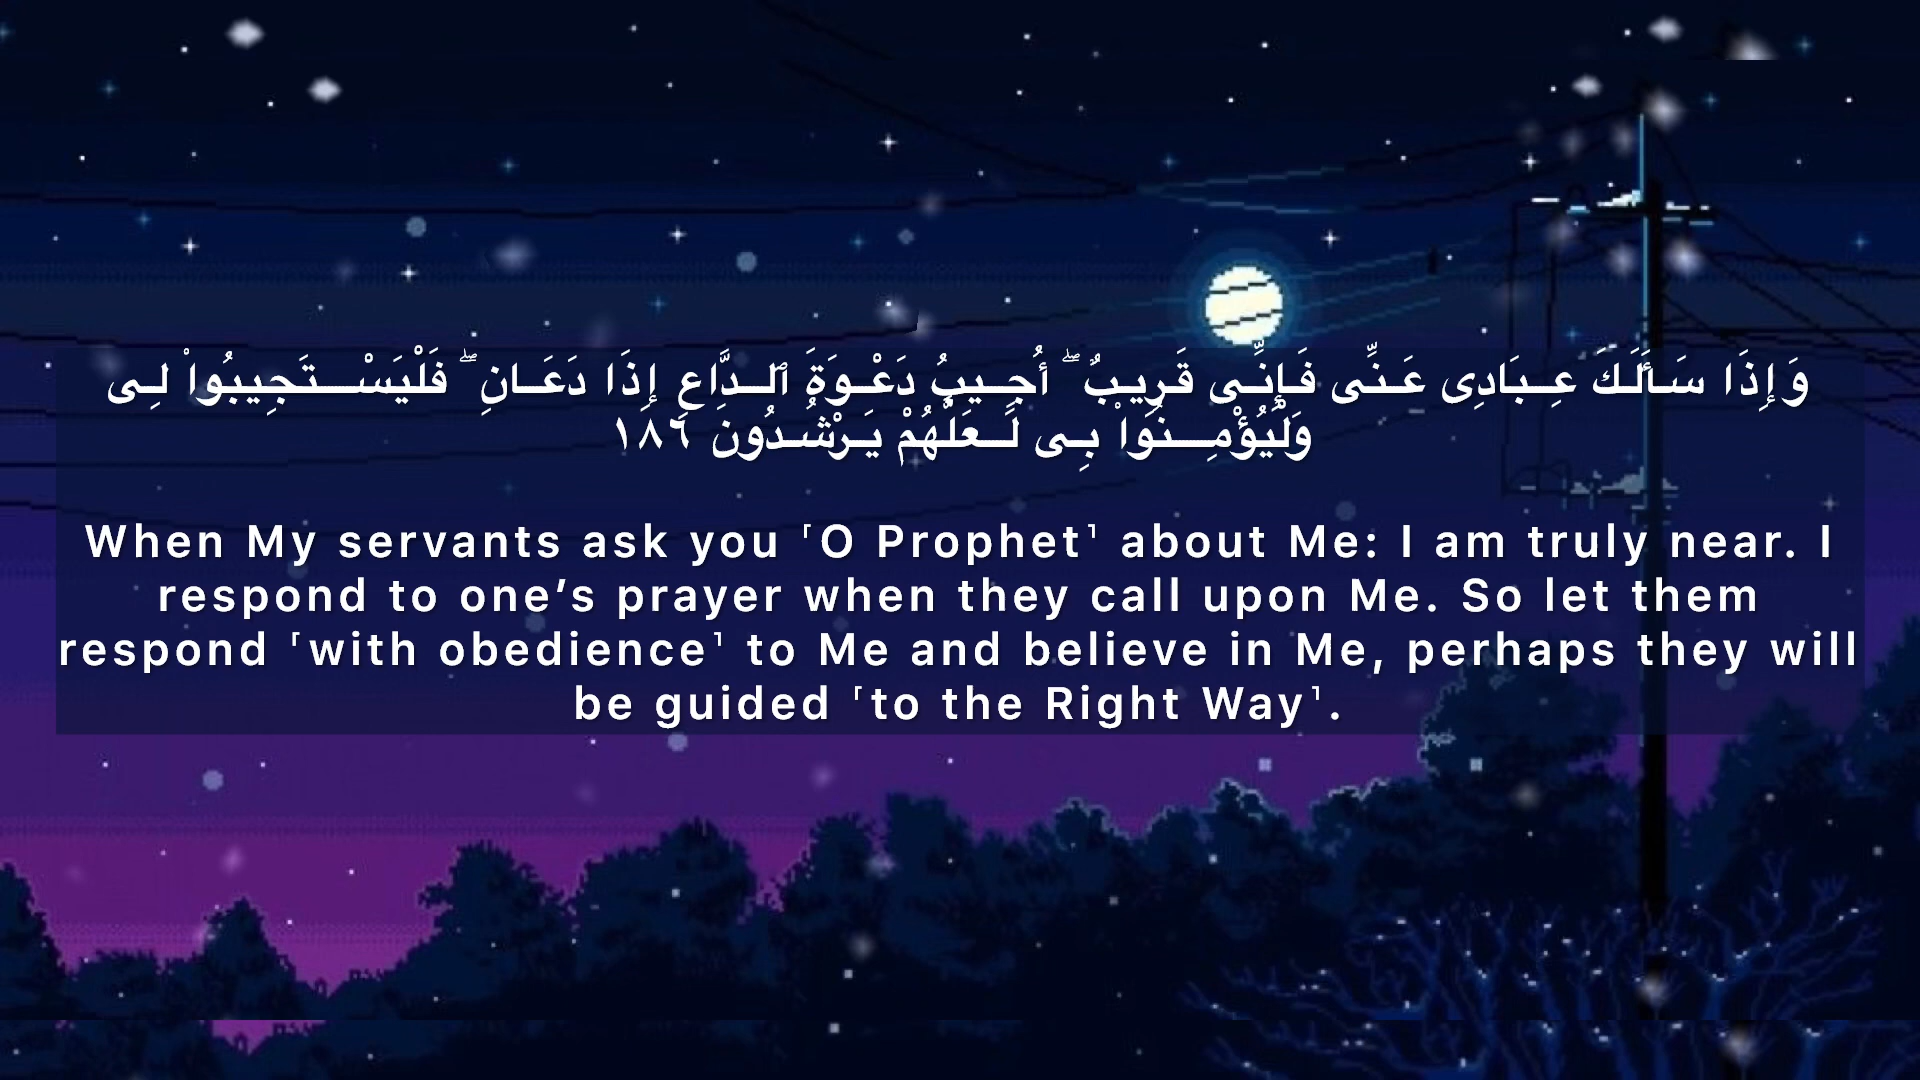 وَإِذَا سَأَلَكَ عِبَادِى عَنِّى فَإِنِّى قَرِيبٌ ۖ أُجِيبُ دَعْوَةَ ٱلدَّاعِ إِذَا دَعَانِ ۖ فَلْيَسْتَجِيبُوا۟ لِى
وَلْيُؤْمِنُوا۟ بِى لَعَلَّهُمْ يَرْشُدُونَ ١٨٦
When My servants ask you ˹O Prophet˺ about Me: I am truly near. I
respond to one’s prayer when they call upon Me. So let them
respond ˹with obedience˺ to Me and believe in Me, perhaps they will
be guided ˹to the Right Way˺.